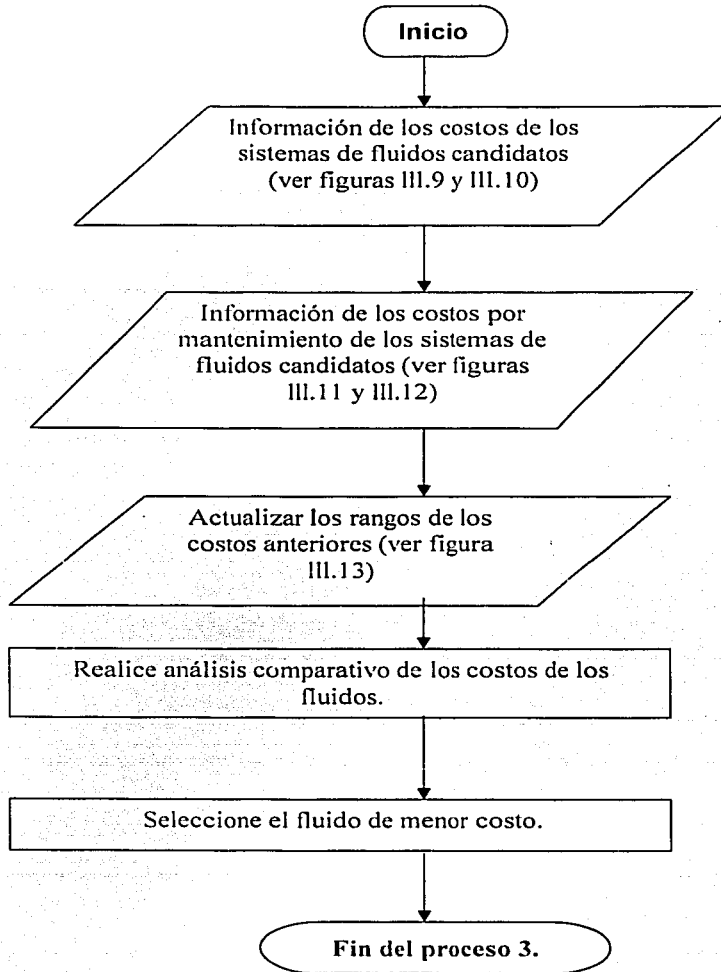 Inicio
Información de los costos de los
sistemas de fluidos candidatos
(ver figuras III.9 y III.10)
Información de los costos por
mantenimiento de los sistemas de
fluidos candidatos (ver figuras
III.11 y III.12)
Actualizar los rangos de los
costos anteriores (ver figura
III.13)
Realice análisis comparativo de los costos de los
fluidos.
Seleccione el fluido de menor costo.
Fin del proceso 3.